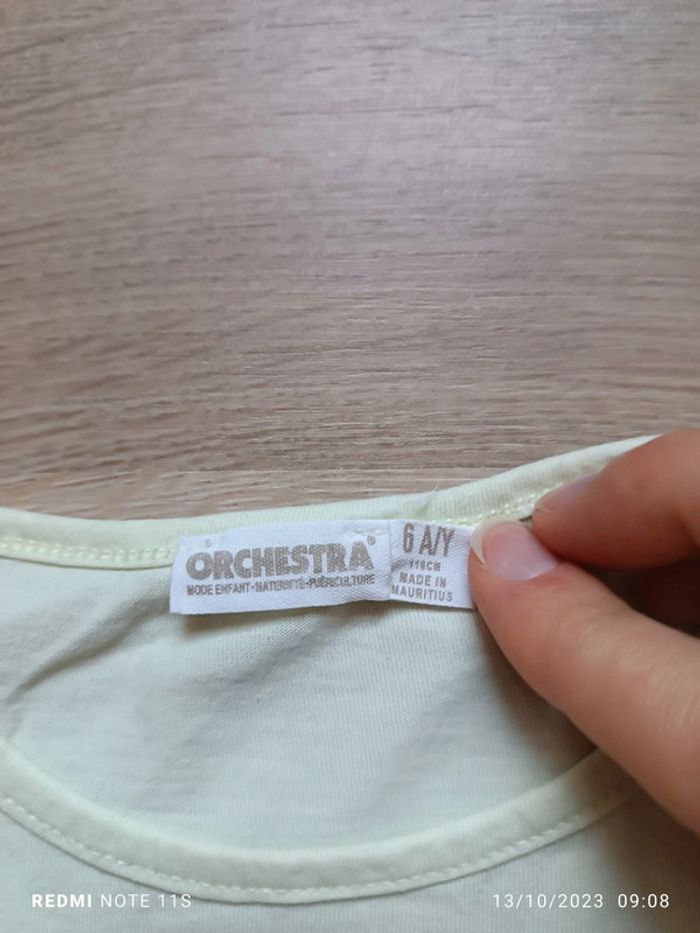 ORCHESTRA®
MODE ENFANT-MATERNITÉ-PUÉRICULTURE
6 A/Y
116CM
MADE IN
MAURITIUS
REDMI NOTE 11S
13/10/2023 09:08